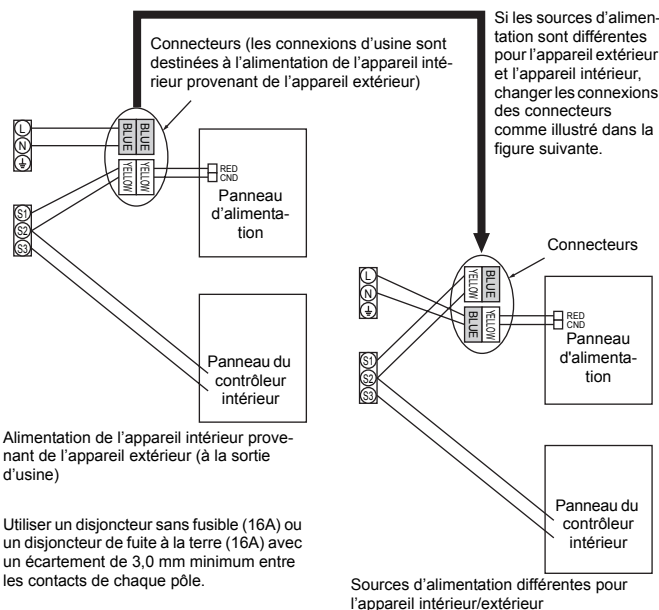 Connecteurs (les connexions d'usine sont
destinées à l'alimentation de l'appareil inté-
rieur provenant de l'appareil extérieur)
Si les sources d'alimen-
tation sont différentes
pour l'appareil extérieur
et l'appareil intérieur,
changer les connexions
des connecteurs
comme illustré dans la
figure suivante.
L
N
BLUE
BLUE
YELLOW
YELLOW
RED
CND
Panneau
d'alimenta-
tion
S1
S2
S3
Panneau du
contrôleur
intérieur
Alimentation de l'appareil intérieur prove-
nant de l'appareil extérieur (à la sortie
d'usine)
Utiliser un disjoncteur sans fusible (16A) ou
un disjoncteur de fuite à la terre (16A) avec
un écartement de 3,0 mm minimum entre
les contacts de chaque pôle.
Connecteurs
L
N
YELLOW
BLUE
BLUE
YELLOW
RED
CND
Panneau
d'alimenta-
tion
S1
S2
S3
Panneau du
contrôleur
intérieur
Sources d'alimentation différentes pour
l'appareil intérieur/extérieur